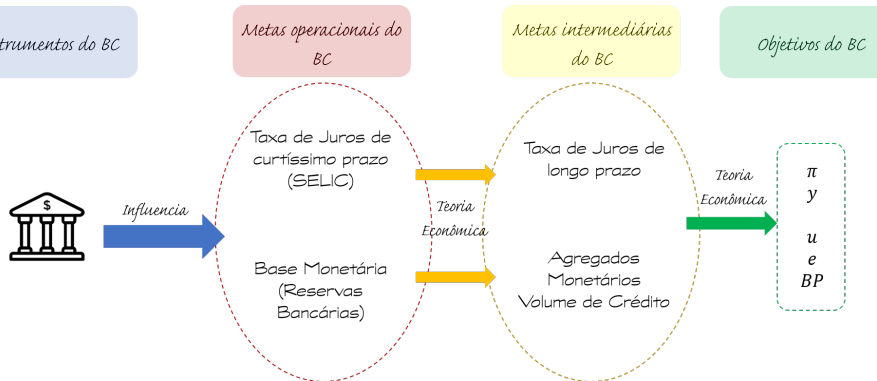 trumentos do BC
Metas operacionais do
BC
Metas intermediárias
do BC
Objetivos do BC
$
Influencia
Taxa de Juros de
curtíssimo prazo
(SELIC)
Base Monetária
(Reservas
Bancárias)
Teoria
Econômica
Taxa de Juros de
longo prazo
Agregados
Monetários
Volume de Crédito
Teoria
Econômica
π
y
u
e
BP